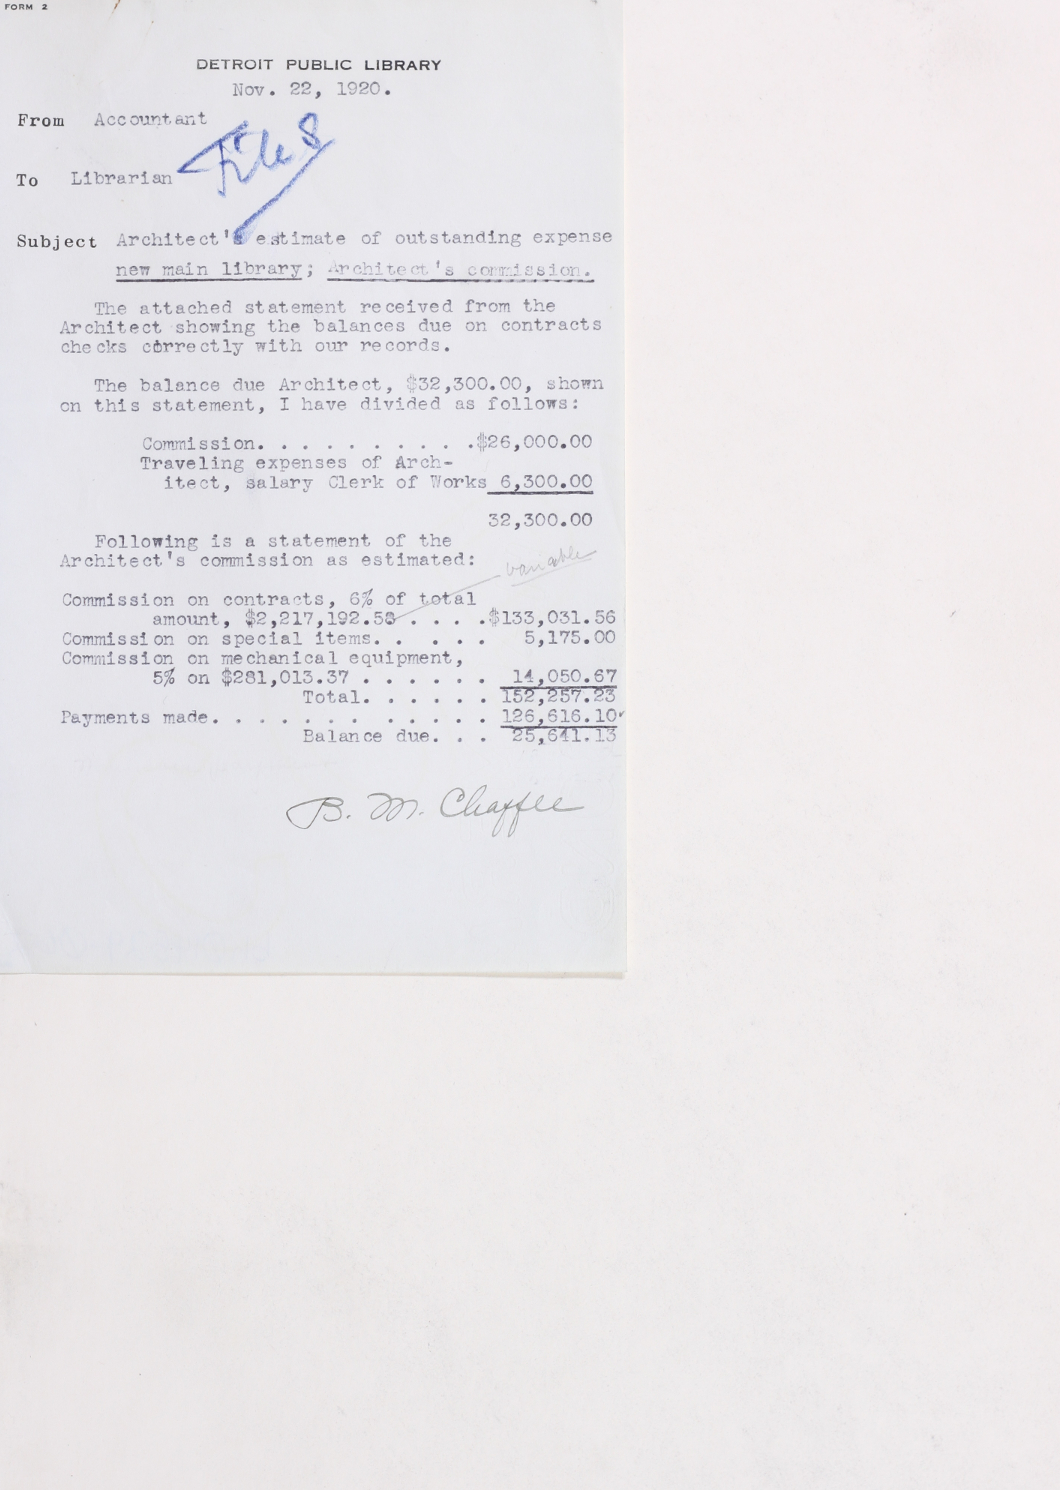 FORM 2
DETROIT PUBLIC LIBRARY
Nov. 22, 1920.
From Accountant
File 8
To Librarian
Subject Architect's estimate of outstanding expense
new main library; Architect's commission.
The attached statement received from the
Architect showing the balances due on contracts
checks correctly with our records.
The balance due Architect, $32,300.00, shown
on this statement, I have divided as follows:
Commission. . . . . . . . . .$26,000.00
Traveling expenses of Arch-
itect, salary Clerk of Works 6,300.00
32,300.00
Following is a statement of the
Architect's commission as estimated:
variable
Commission on contracts, 6% of total
amount, $2,217,192.58 . . . .$133,031.56
Commission on special items. . . . . 5,175.00
Commission on mechanical equipment,
5% on $281,013.37 . . . . . . 14,050.67
Total. . . . . . 152,257.23
Payments made. . . . . . . . . . . . 126,616.10
Balance due. . . 25,641.13
B. M. Chaffee